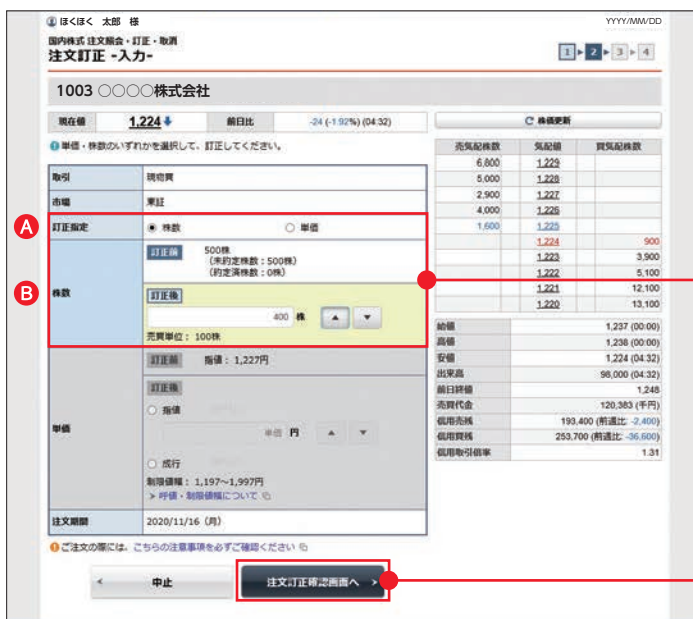 ほくほく 太郎 様
YYYY/MM/DD
国内株式 注文照会・訂正・取消
注文訂正 -入力-
1 2 3 4
1003 ○○○○株式会社
現在値 1,224 前日比 -24 (-1.92%) (04:32)
株価更新
単価・株数のいずれかを選択して、訂正してください。
取引 現物買
市場 東証
A 訂正指定 株数 単価
B 株数
訂正前 500株
(未約定株数：500株)
(約定済株数：0株)
訂正後
400 株
売買単位： 100株
単価
訂正前 指値： 1,227円
訂正後
指値
単価 円
成行
制限値幅： 1,197～1,997円
> 呼値・制限値幅について
注文期間 2020/11/16 (月)
ご注文の際には、こちらの注意事項を必ずご確認ください
< 中止
注文訂正確認画面へ >
売気配株数 気配値 買気配株数
6,800 1,229
5,000 1,228
2,900 1,227
4,000 1,226
1,600 1,225
1,224 900
1,223 3,900
1,222 5,100
1,221 12,100
1,220 13,100
始値 1,237 (00:00)
高値 1,238 (00:00)
安値 1,224 (04:32)
出来高 98,000 (04:32)
前日終値 1,248
売買代金 120,383 (千円)
信用売残 193,400 (前週比 -2,400)
信用買残 253,700 (前週比 -36,600)
信用取引倍率 1.31